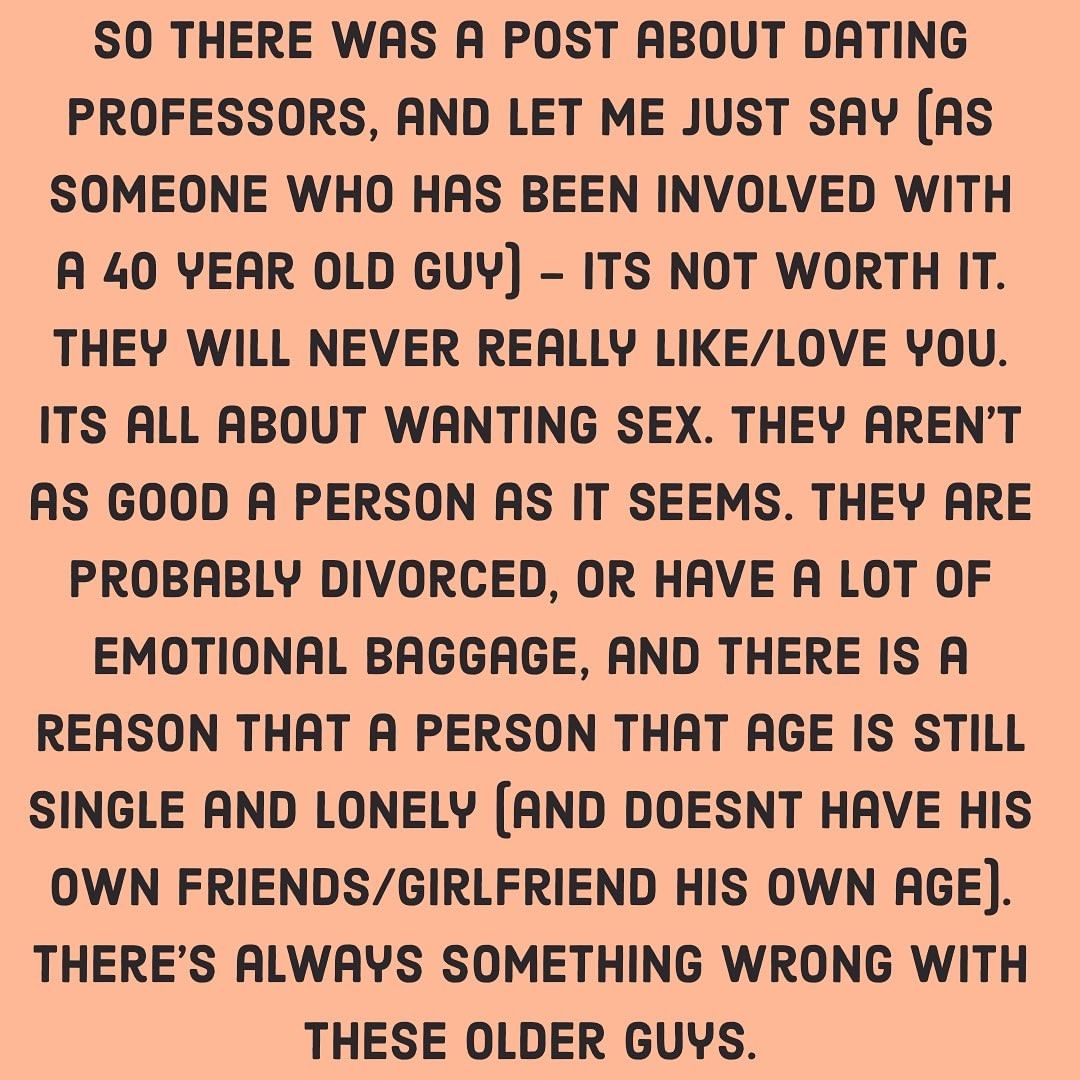 SO THERE WAS A POST ABOUT DATING
PROFESSORS, AND LET ME JUST SAY (AS
SOMEONE WHO HAS BEEN INVOLVED WITH
A 40 YEAR OLD GUY) – ITS NOT WORTH IT.
THEY WILL NEVER REALLY LIKE/LOVE YOU.
ITS ALL ABOUT WANTING SEX. THEY AREN’T
AS GOOD A PERSON AS IT SEEMS. THEY ARE
PROBABLY DIVORCED, OR HAVE A LOT OF
EMOTIONAL BAGGAGE, AND THERE IS A
REASON THAT A PERSON THAT AGE IS STILL
SINGLE AND LONELY (AND DOESNT HAVE HIS
OWN FRIENDS/GIRLFRIEND HIS OWN AGE).
THERE’S ALWAYS SOMETHING WRONG WITH
THESE OLDER GUYS.